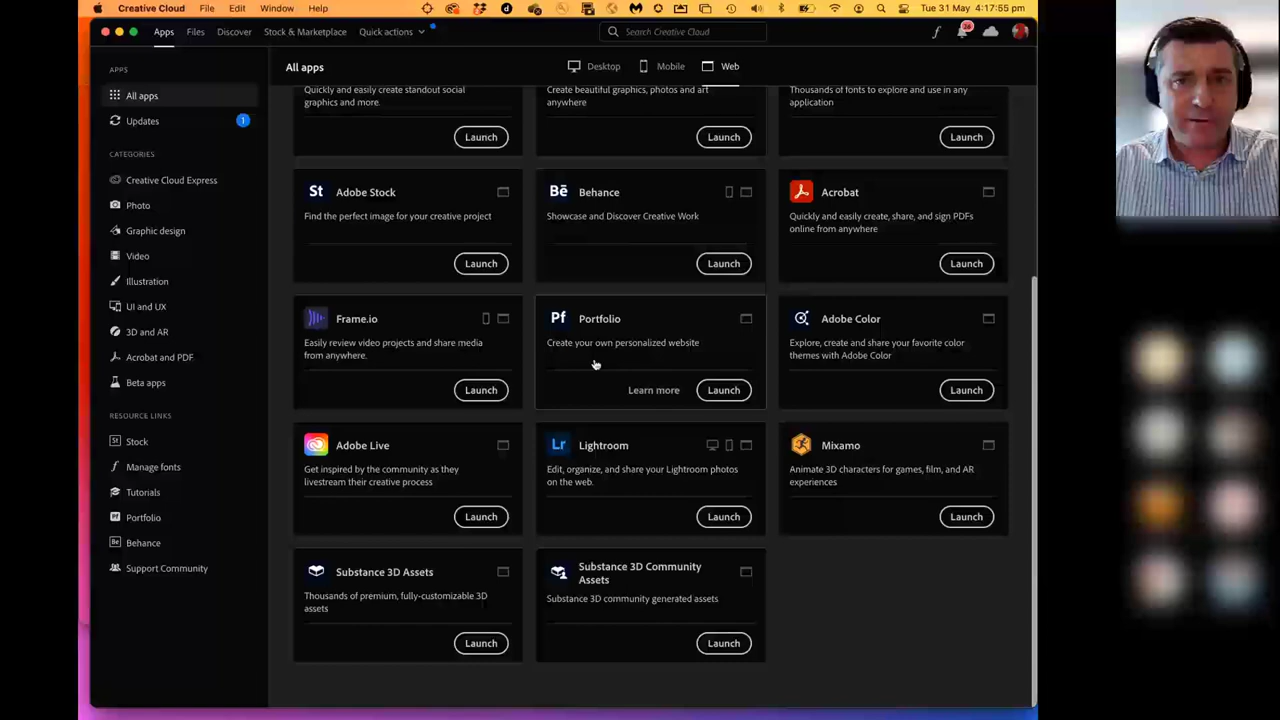 Creative Cloud File Edit Window Help
Tue 31 May 4:17:55 pm
Apps Files Discover Stock & Marketplace Quick actions
Search Creative Cloud
APPS
All apps
Updates
1
CATEGORIES
Creative Cloud Express
Photo
Graphic design
Video
Illustration
UI and UX
3D and AR
Acrobat and PDF
Beta apps
RESOURCE LINKS
St Stock
Manage fonts
Tutorials
Pf Portfolio
Bē Behance
Support Community
All apps
Desktop Mobile Web
Quickly and easily create standout social
graphics and more.
Launch
Create beautiful graphics, photos and art
anywhere
Launch
Thousands of fonts to explore and use in any
application
Launch
St Adobe Stock
Find the perfect image for your creative project
Launch
Bē Behance
Showcase and Discover Creative Work
Launch
Acrobat
Quickly and easily create, share, and sign PDFs
online from anywhere
Launch
Frame.io
Easily review video projects and share media
from anywhere.
Launch
Pf Portfolio
Create your own personalized website
Learn more Launch
Adobe Color
Explore, create and share your favorite color
themes with Adobe Color
Launch
Adobe Live
Get inspired by the community as they
livestream their creative process
Launch
Lr Lightroom
Edit, organize, and share your Lightroom photos
on the web.
Launch
Mixamo
Animate 3D characters for games, film, and AR
experiences
Launch
Substance 3D Assets
Thousands of premium, fully-customizable 3D
assets
Launch
Substance 3D Community
Assets
Substance 3D community generated assets
Launch